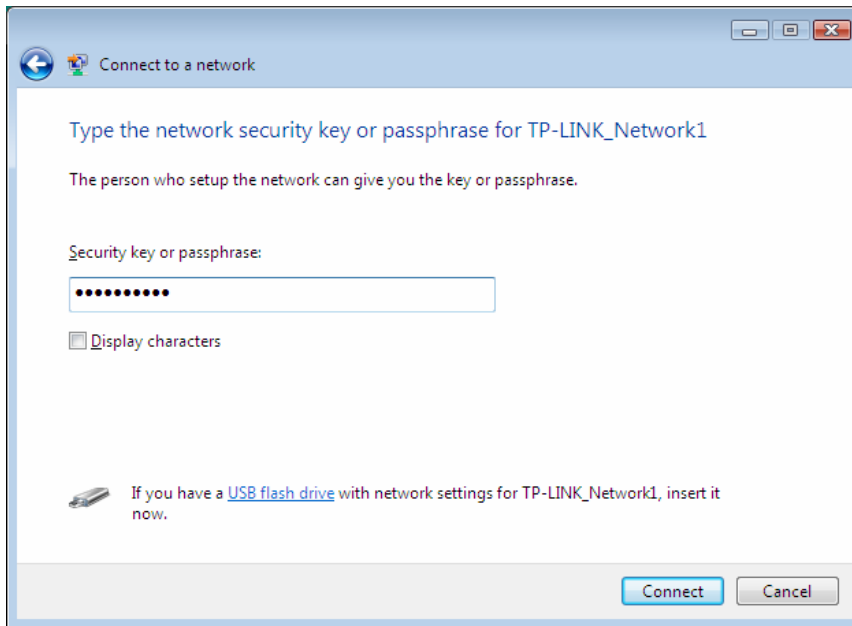 Connect to a network
Type the network security key or passphrase for TP-LINK_Network1
The person who setup the network can give you the key or passphrase.
Security key or passphrase:
••••••••••
Display characters
If you have a USB flash drive with network settings for TP-LINK_Network1, insert it
now.
Connect Cancel